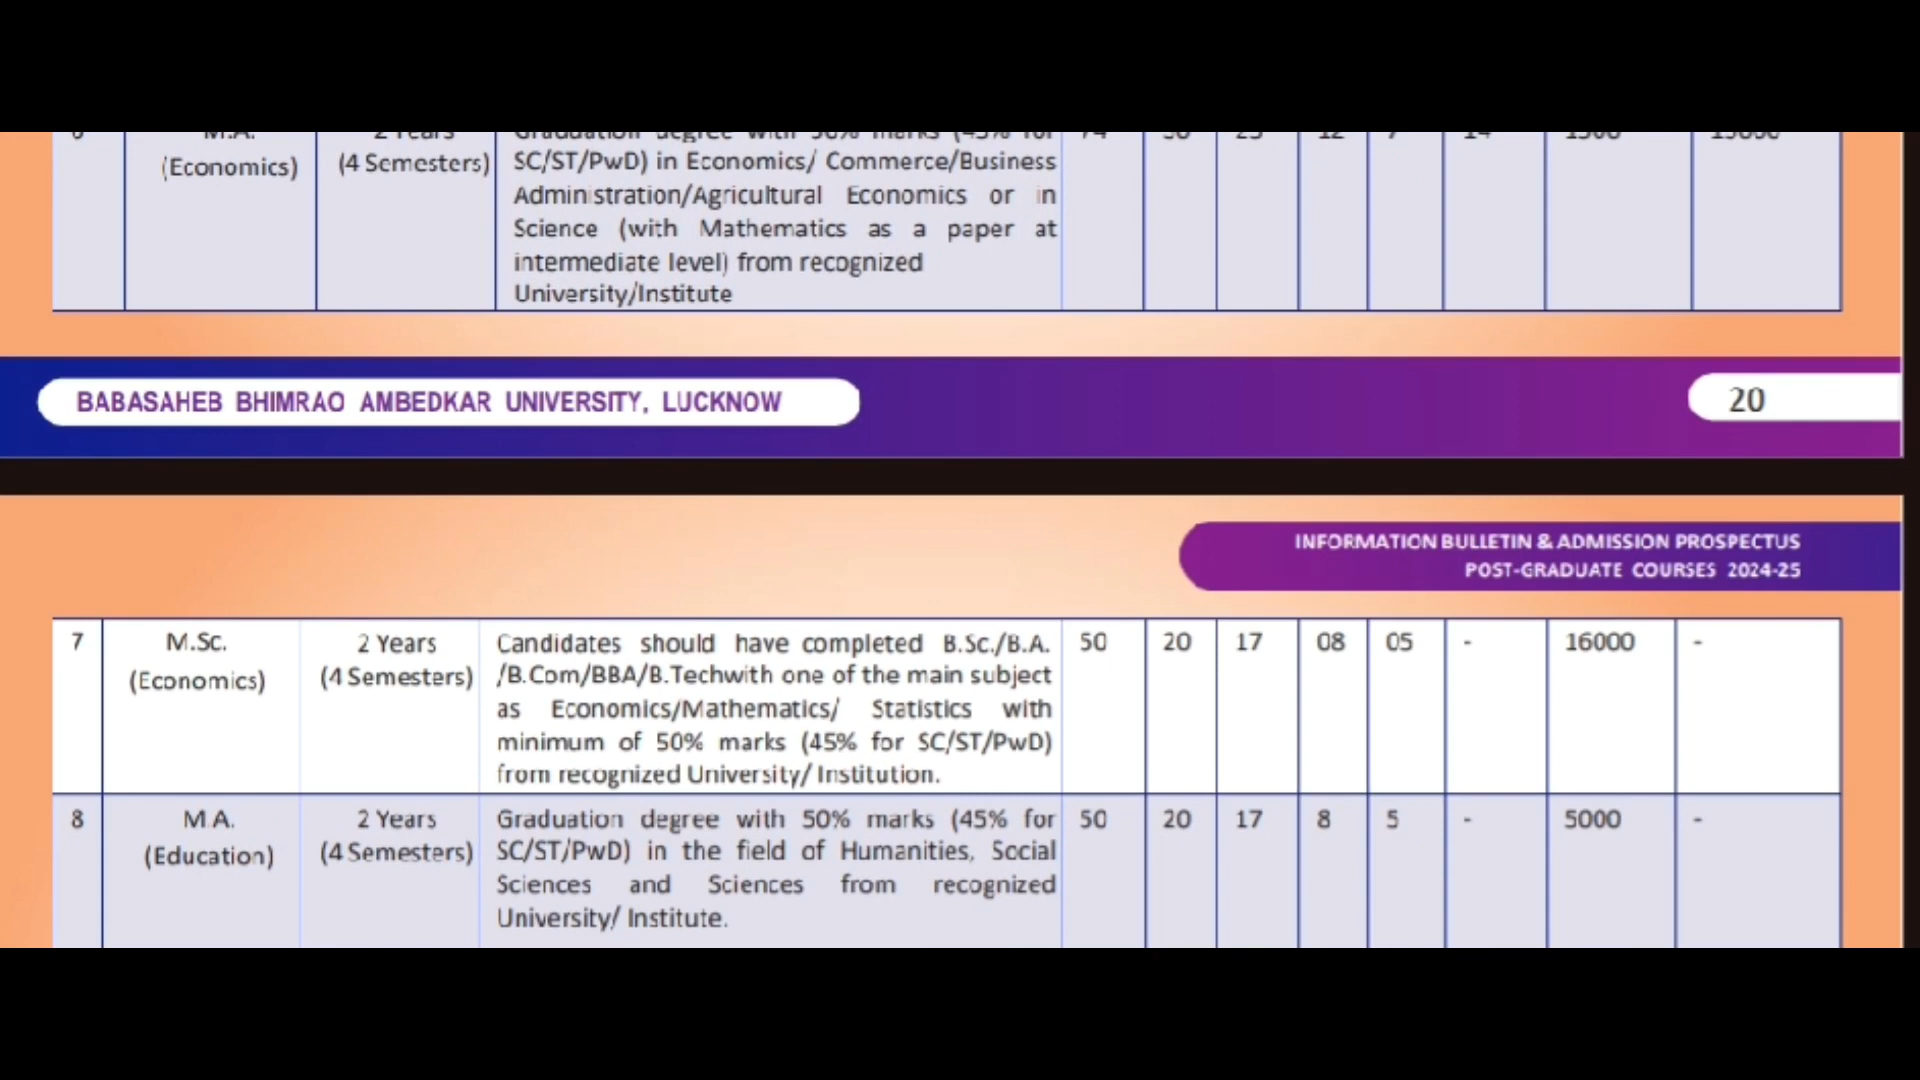 (Economics) (4 Semesters) SC/ST/PwD) in Economics/ Commerce/Business
Administration/Agricultural Economics or in
Science (with Mathematics as a paper at
intermediate level) from recognized
University/Institute
BABASAHEB BHIMRAO AMBEDKAR UNIVERSITY, LUCKNOW 20
INFORMATION BULLETIN & ADMISSION PROSPECTUS
POST-GRADUATE COURSES 2024-25
7 M.Sc. 2 Years Candidates should have completed B.Sc./B.A. 50 20 17 08 05 - 16000 -
(Economics) (4 Semesters) /B.Com/BBA/B.Techwith one of the main subject
as Economics/Mathematics/ Statistics with
minimum of 50% marks (45% for SC/ST/PwD)
from recognized University/ Institution.
8 M.A. 2 Years Graduation degree with 50% marks (45% for 50 20 17 8 5 - 5000 -
(Education) (4 Semesters) SC/ST/PwD) in the field of Humanities, Social
Sciences and Sciences from recognized
University/ Institute.